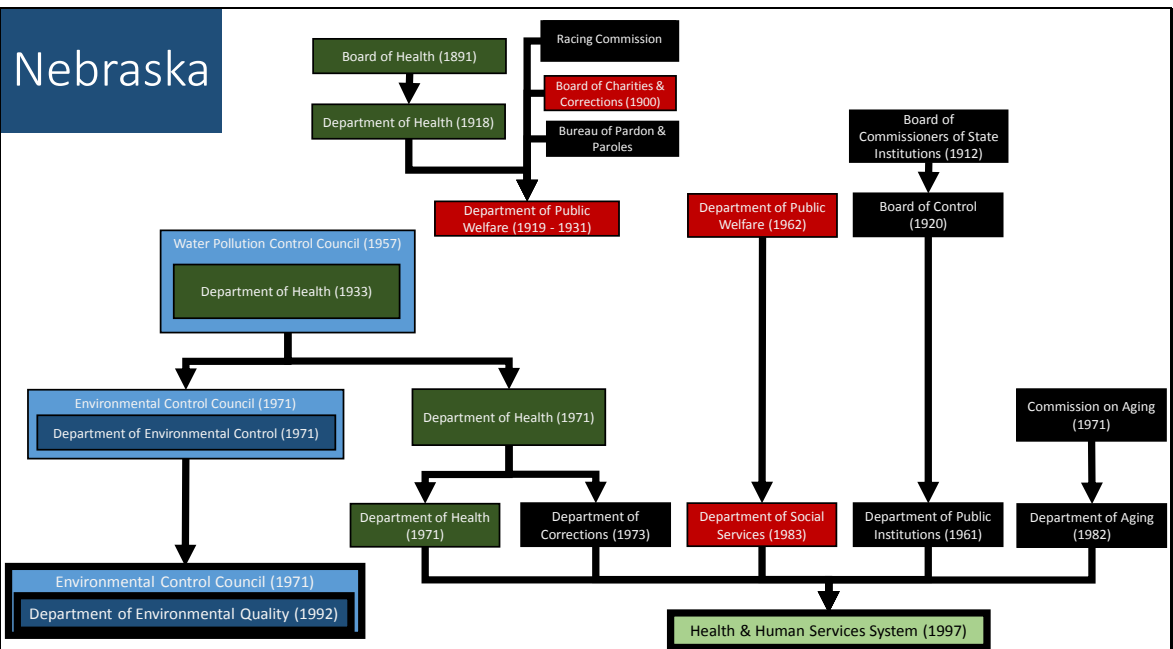 Nebraska
Board of Health (1891)
Racing Commission
Board of Charities &
Corrections (1900)
Department of Health (1918)
Bureau of Pardon &
Paroles
Board of
Commissioners of State
Institutions (1912)
Department of Public
Welfare (1919 - 1931)
Department of Public
Welfare (1962)
Board of Control
(1920)
Water Pollution Control Council (1957)
Department of Health (1933)
Environmental Control Council (1971)
Department of Environmental Control (1971)
Department of Health (1971)
Commission on Aging
(1971)
Department of Health
(1971)
Department of
Corrections (1973)
Department of Social
Services (1983)
Department of Public
Institutions (1961)
Department of Aging
(1982)
Environmental Control Council (1971)
Department of Environmental Quality (1992)
Health & Human Services System (1997)